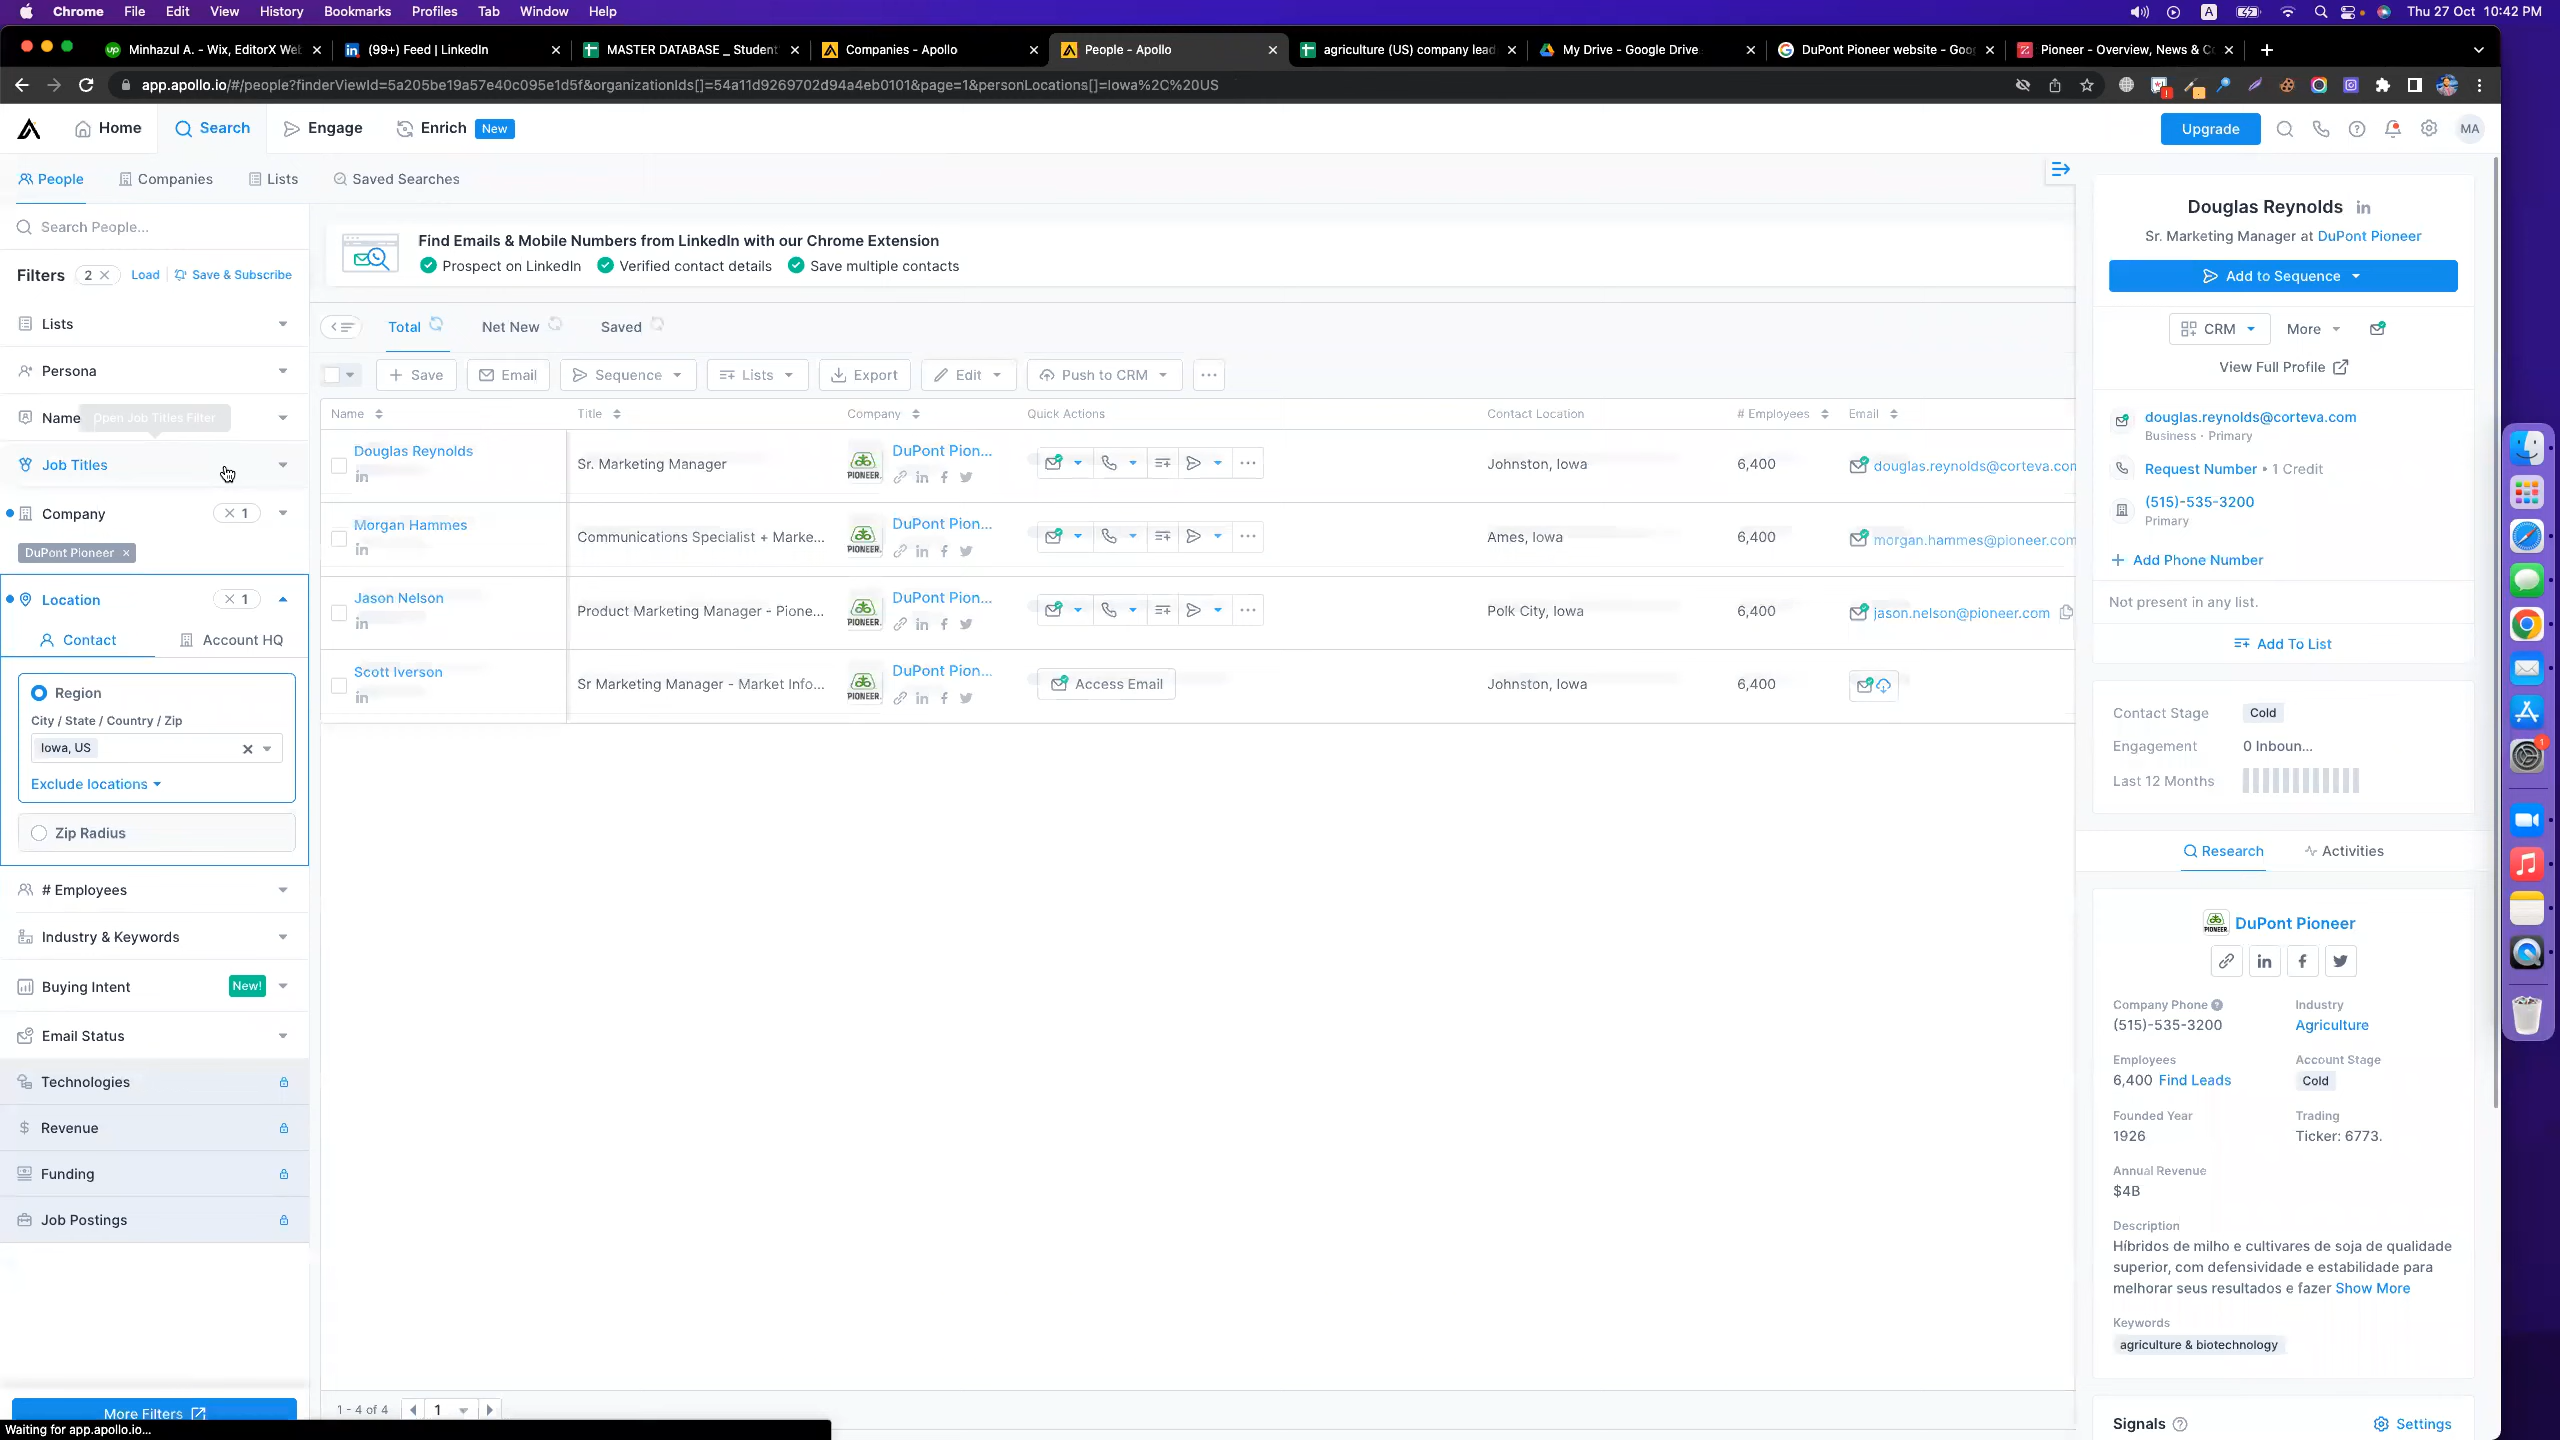 Chrome File Edit View History Bookmarks Profiles Tab Window Help
Thu 27 Oct 10:42 PM
Minhazul A. - Wix, EditorX We
(99+) Feed | LinkedIn
MASTER DATABASE _ Student'
Companies - Apollo
People - Apollo
agriculture (US) company lead
My Drive - Google Drive
DuPont Pioneer website - Goo
Pioneer - Overview, News & C
app.apollo.io/#/people?finderViewId=5a205be19a57e40c095e1d5f&organizationIds[]=54a11d9269702d94a4eb0101&page=1&personLocations[]=Iowa%2C%20US
Home
Search
Engage
Enrich New
Upgrade
MA
People
Companies
Lists
Saved Searches
Search People...
Filters 2 Load Save & Subscribe
Lists
Persona
Name
Open Job Titles Filter
Job Titles
Company 1
DuPont Pioneer
Location 1
Contact
Account HQ
Region
City / State / Country / Zip
Iowa, US
Exclude locations
Zip Radius
# Employees
Industry & Keywords
Buying Intent New!
Email Status
Technologies
Revenue
Funding
Job Postings
More Filters
Waiting for app.apollo.io...
Find Emails & Mobile Numbers from LinkedIn with our Chrome Extension
Prospect on LinkedIn Verified contact details Save multiple contacts
Total Net New Saved
Save Email Sequence Lists Export Edit Push to CRM
Name Title Company Quick Actions Contact Location # Employees Email
Douglas Reynolds Sr. Marketing Manager PIONEER. DuPont Pion... Johnston, Iowa 6,400 douglas.reynolds@corteva.com
Morgan Hammes Communications Specialist + Marke... PIONEER. DuPont Pion... Ames, Iowa 6,400 morgan.hammes@pioneer.com
Jason Nelson Product Marketing Manager - Pione... PIONEER. DuPont Pion... Polk City, Iowa 6,400 jason.nelson@pioneer.com
Scott Iverson Sr Marketing Manager - Market Info... PIONEER. DuPont Pion... Access Email Johnston, Iowa 6,400
1 - 4 of 4 1
Douglas Reynolds
Sr. Marketing Manager at DuPont Pioneer
Add to Sequence
CRM More
View Full Profile
douglas.reynolds@corteva.com
Business · Primary
Request Number • 1 Credit
(515)-535-3200
Primary
Add Phone Number
Not present in any list.
Add To List
Contact Stage Cold
Engagement 0 Inboun...
Last 12 Months
Research Activities
PIONEER DuPont Pioneer
Company Phone Industry
(515)-535-3200 Agriculture
Employees Account Stage
6,400 Find Leads Cold
Founded Year Trading
1926 Ticker: 6773.
Annual Revenue
$4B
Description
Híbridos de milho e cultivares de soja de qualidade
superior, com defensividade e estabilidade para
melhorar seus resultados e fazer Show More
Keywords
agriculture & biotechnology
Signals Settings